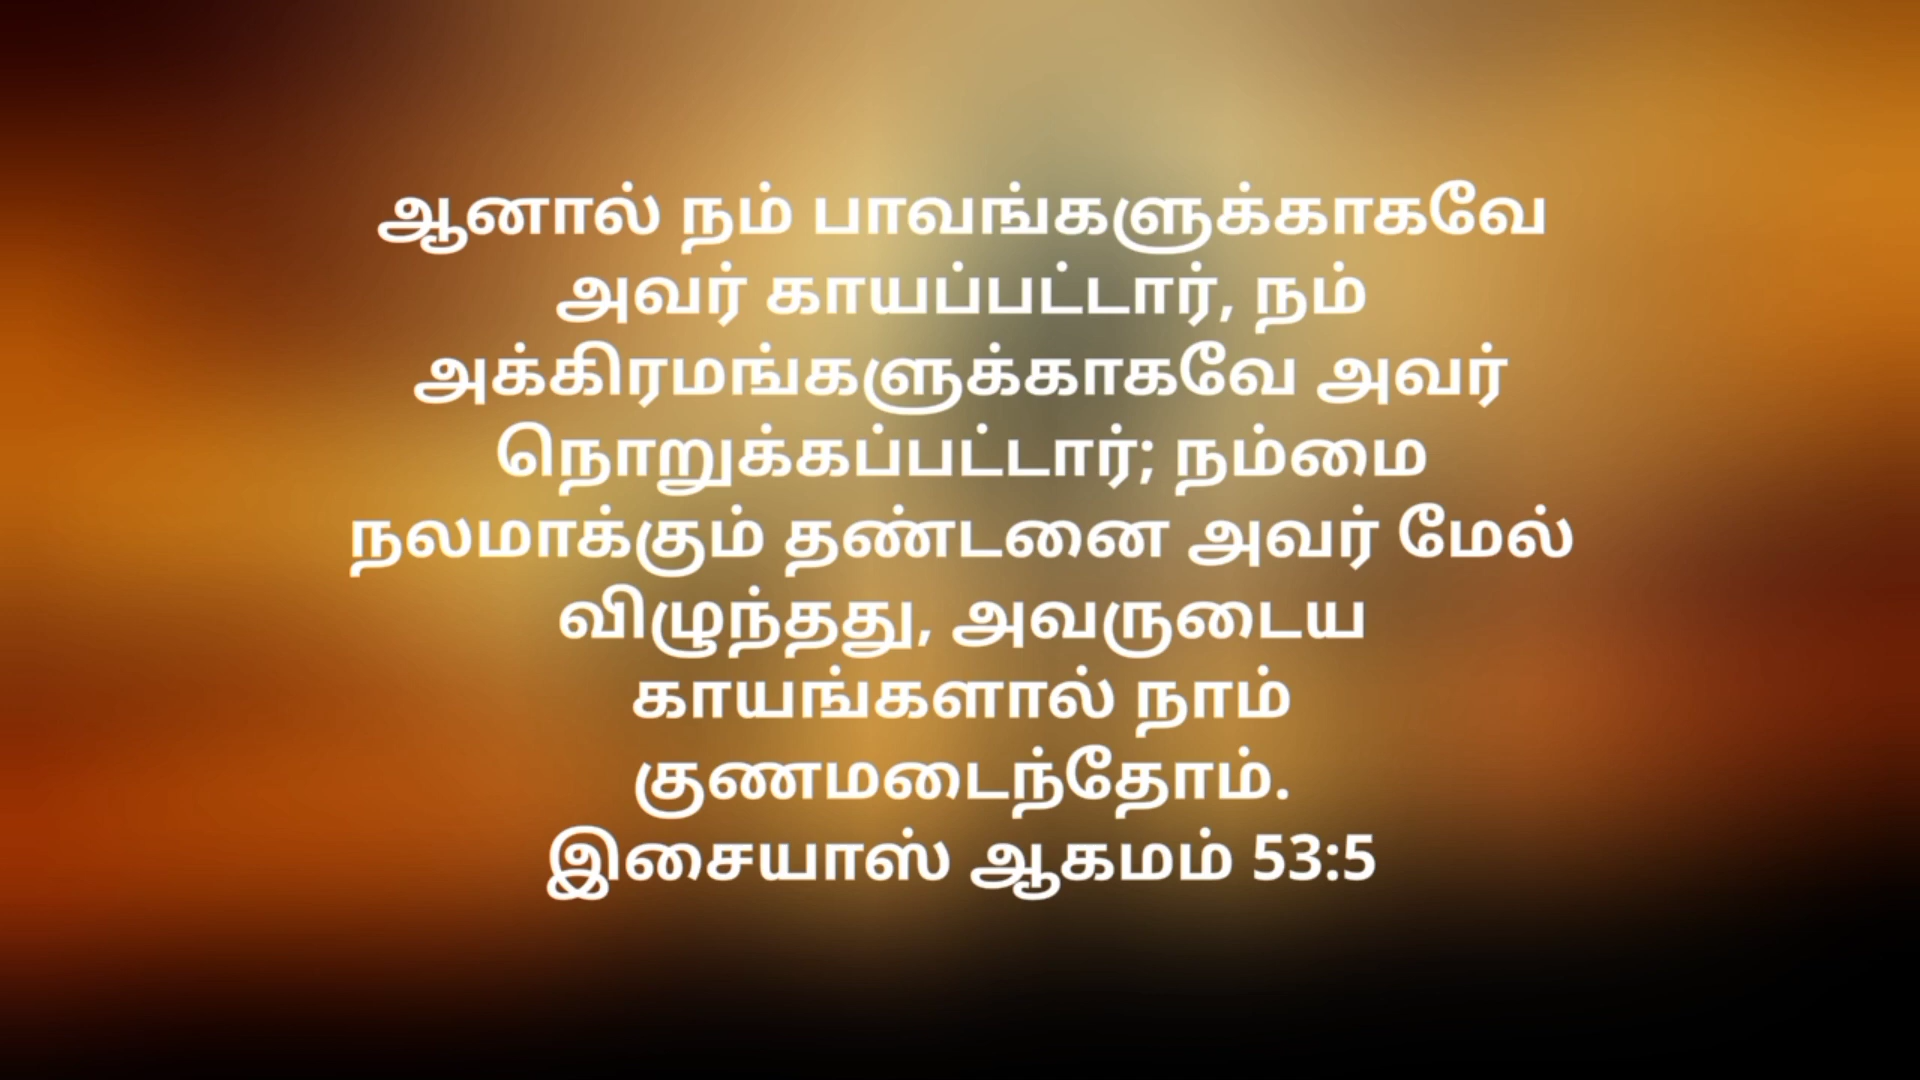 ஆனால் நம் பாவங்களுக்காகவே
அவர் காயப்பட்டார், நம்
அக்கிரமங்களுக்காகவே அவர்
நொறுக்கப்பட்டார்; நம்மை
நலமாக்கும் தண்டனை அவர் மேல்
விழுந்தது, அவருடைய
காயங்களால் நாம்
குணமடைந்தோம்.
இசையாஸ் ஆகமம் 53:5